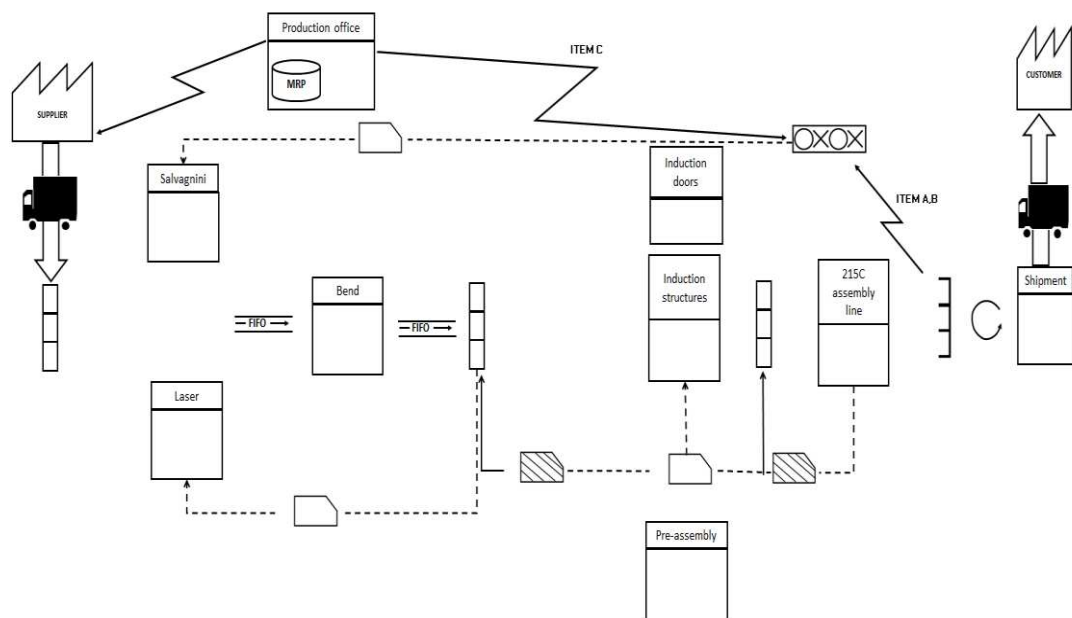 Production office
MRP
SUPPLIER
ITEM C
CUSTOMER
Salvagnini
Induction
doors
ITEM A,B
Bend
Induction
structures
215C
assembly
line
Shipment
FIFO
FIFO
Laser
Pre-assembly